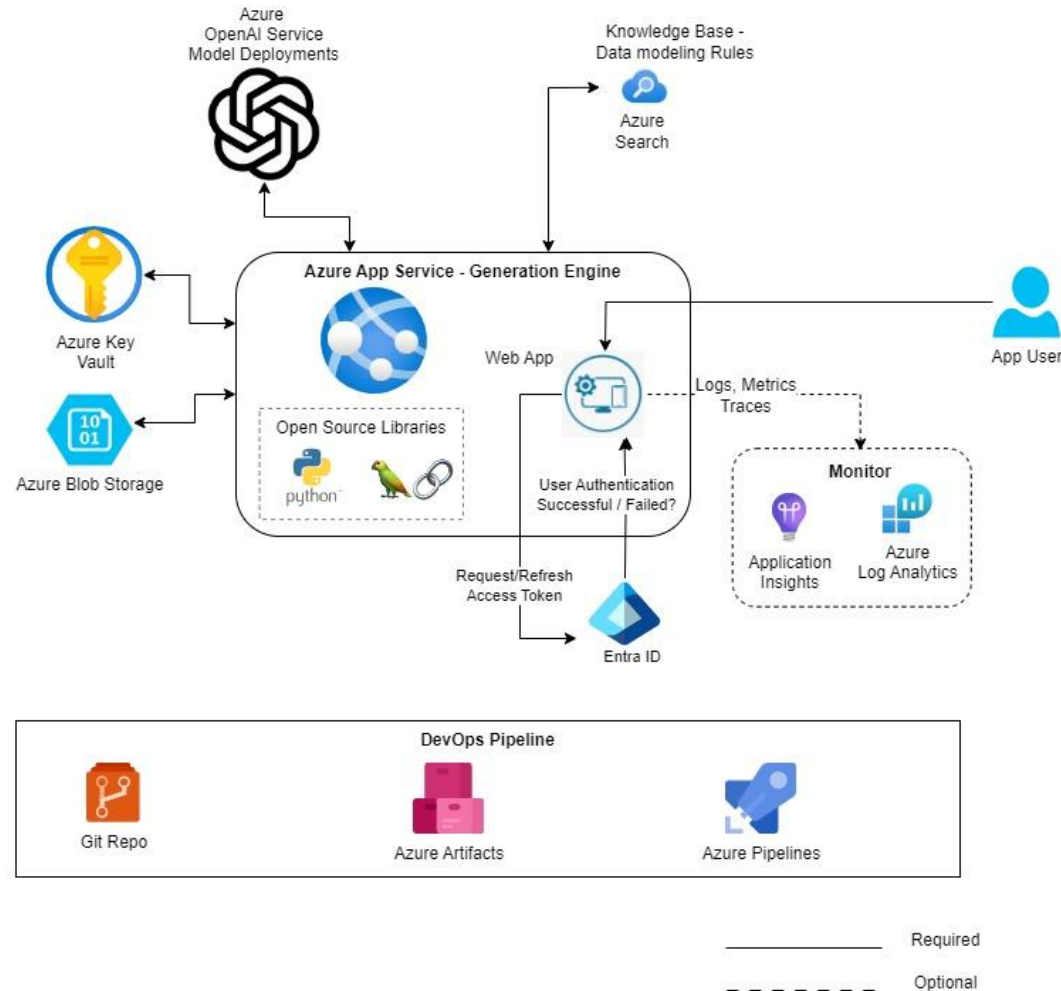 Azure
OpenAI Service
Model Deployments
Knowledge Base -
Data modeling Rules
Azure
Search
Azure App Service - Generation Engine
Azure Key
Vault
Web App
App User
Logs, Metrics
Traces
Open Source Libraries
python
10
01
Azure Blob Storage
User Authentication
Successful / Failed?
Monitor
Application
Insights
Azure
Log Analytics
Request/Refresh
Access Token
Entra ID
DevOps Pipeline
Git Repo
Azure Artifacts
Azure Pipelines
Required
Optional